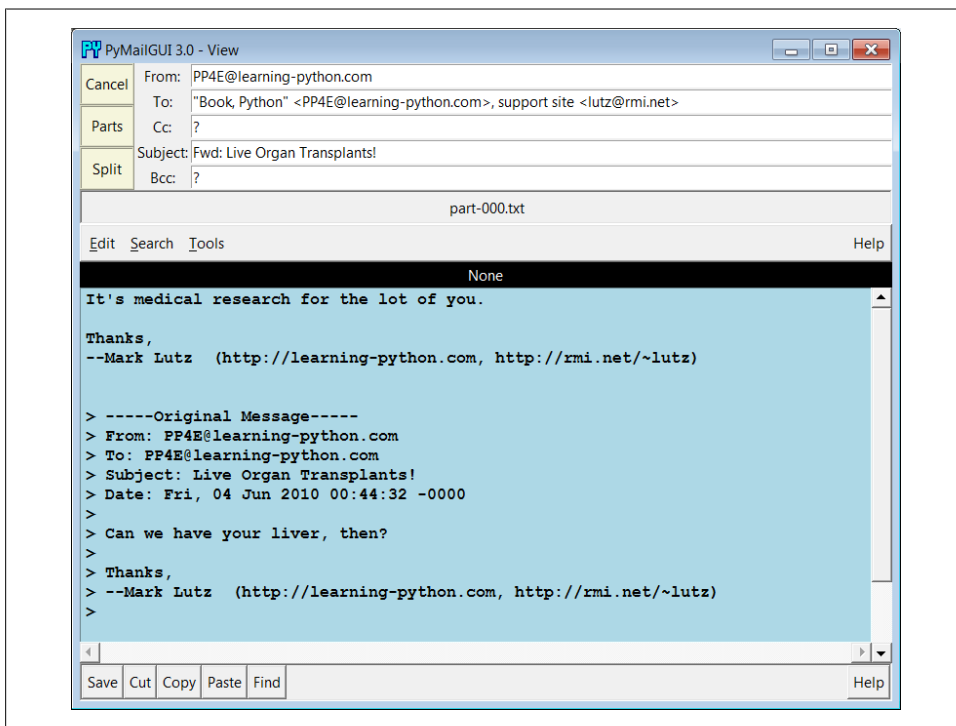 PY PyMailGUI 3.0 - View
Cancel
From: PP4E@learning-python.com
To: "Book, Python" <PP4E@learning-python.com>, support site <lutz@rmi.net>
Parts
Cc: ?
Subject: Fwd: Live Organ Transplants!
Split
Bcc: ?
part-000.txt
Edit Search Tools Help
None
It's medical research for the lot of you.
Thanks,
--Mark Lutz (http://learning-python.com, http://rmi.net/~lutz)
> -----Original Message-----
> From: PP4E@learning-python.com
> To: PP4E@learning-python.com
> Subject: Live Organ Transplants!
> Date: Fri, 04 Jun 2010 00:44:32 -0000
>
> Can we have your liver, then?
>
> Thanks,
> --Mark Lutz (http://learning-python.com, http://rmi.net/~lutz)
>
Save Cut Copy Paste Find Help